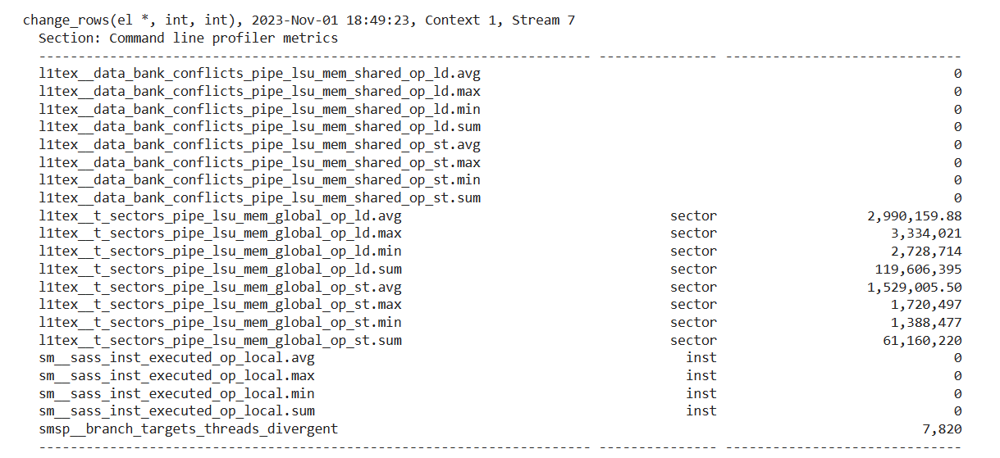 change_rows(el *, int, int), 2023-Nov-01 18:49:23, Context 1, Stream 7
Section: Command line profiler metrics
---------------------------------------------------------------------- --------------- ------------------------------
l1tex__data_bank_conflicts_pipe_lsu_mem_shared_op_ld.avg 0
l1tex__data_bank_conflicts_pipe_lsu_mem_shared_op_ld.max 0
l1tex__data_bank_conflicts_pipe_lsu_mem_shared_op_ld.min 0
l1tex__data_bank_conflicts_pipe_lsu_mem_shared_op_ld.sum 0
l1tex__data_bank_conflicts_pipe_lsu_mem_shared_op_st.avg 0
l1tex__data_bank_conflicts_pipe_lsu_mem_shared_op_st.max 0
l1tex__data_bank_conflicts_pipe_lsu_mem_shared_op_st.min 0
l1tex__data_bank_conflicts_pipe_lsu_mem_shared_op_st.sum 0
l1tex__t_sectors_pipe_lsu_mem_global_op_ld.avg sector 2,990,159.88
l1tex__t_sectors_pipe_lsu_mem_global_op_ld.max sector 3,334,021
l1tex__t_sectors_pipe_lsu_mem_global_op_ld.min sector 2,728,714
l1tex__t_sectors_pipe_lsu_mem_global_op_ld.sum sector 119,606,395
l1tex__t_sectors_pipe_lsu_mem_global_op_st.avg sector 1,529,005.50
l1tex__t_sectors_pipe_lsu_mem_global_op_st.max sector 1,720,497
l1tex__t_sectors_pipe_lsu_mem_global_op_st.min sector 1,388,477
l1tex__t_sectors_pipe_lsu_mem_global_op_st.sum sector 61,160,220
sm__sass_inst_executed_op_local.avg inst 0
sm__sass_inst_executed_op_local.max inst 0
sm__sass_inst_executed_op_local.min inst 0
sm__sass_inst_executed_op_local.sum inst 0
smsp__branch_targets_threads_divergent 7,820
---------------------------------------------------------------------- --------------- ------------------------------